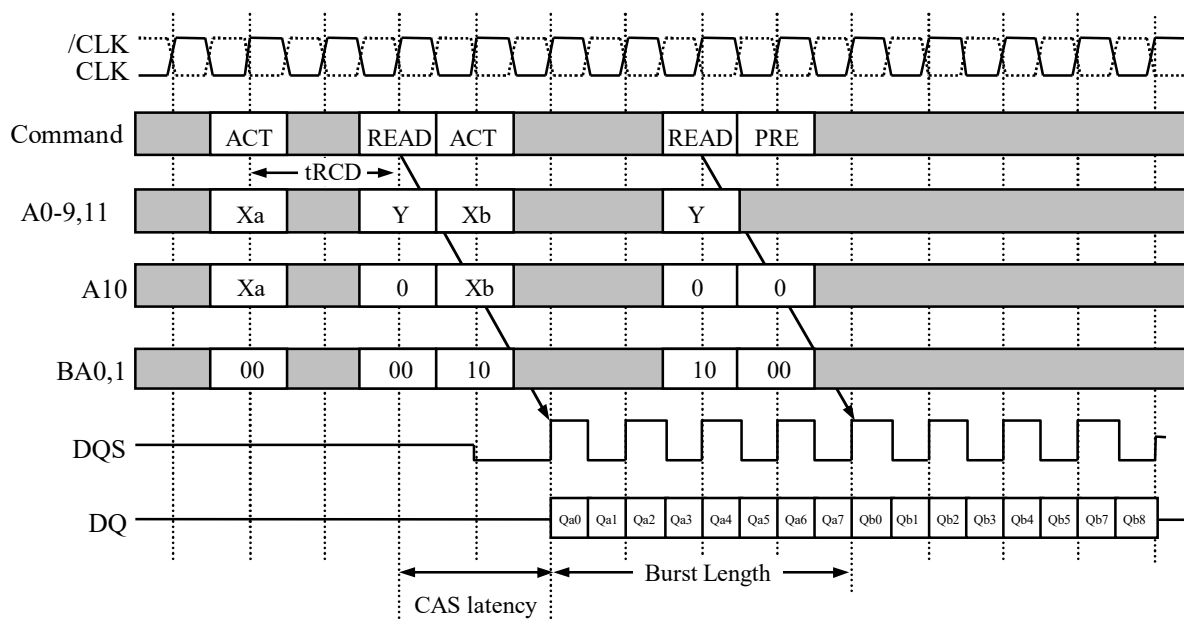 /CLK
CLK
Command ACT READ ACT READ PRE
tRCD
A0-9,11 Xa Y Xb Y
A10 Xa 0 Xb 0 0
BA0,1 00 00 10 10 00
DQS
DQ Qa0 Qa1 Qa2 Qa3 Qa4 Qa5 Qa6 Qa7 Qb0 Qb1 Qb2 Qb3 Qb4 Qb5 Qb7 Qb8
Burst Length
CAS latency